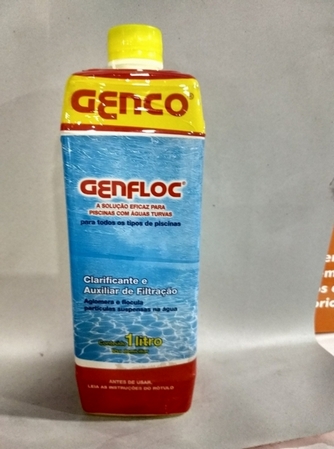 GENCO®
GENFLOC®
A SOLUÇÃO EFICAZ PARA
PISCINAS COM ÁGUAS TURVAS
para todos os tipos de piscinas
Clarificante e
Auxiliar de Filtração
Aglomera e flocula
partículas suspensas na água
1 litro
ANTES DE USAR,
LEIA AS INSTRUÇÕES DO RÓTULO